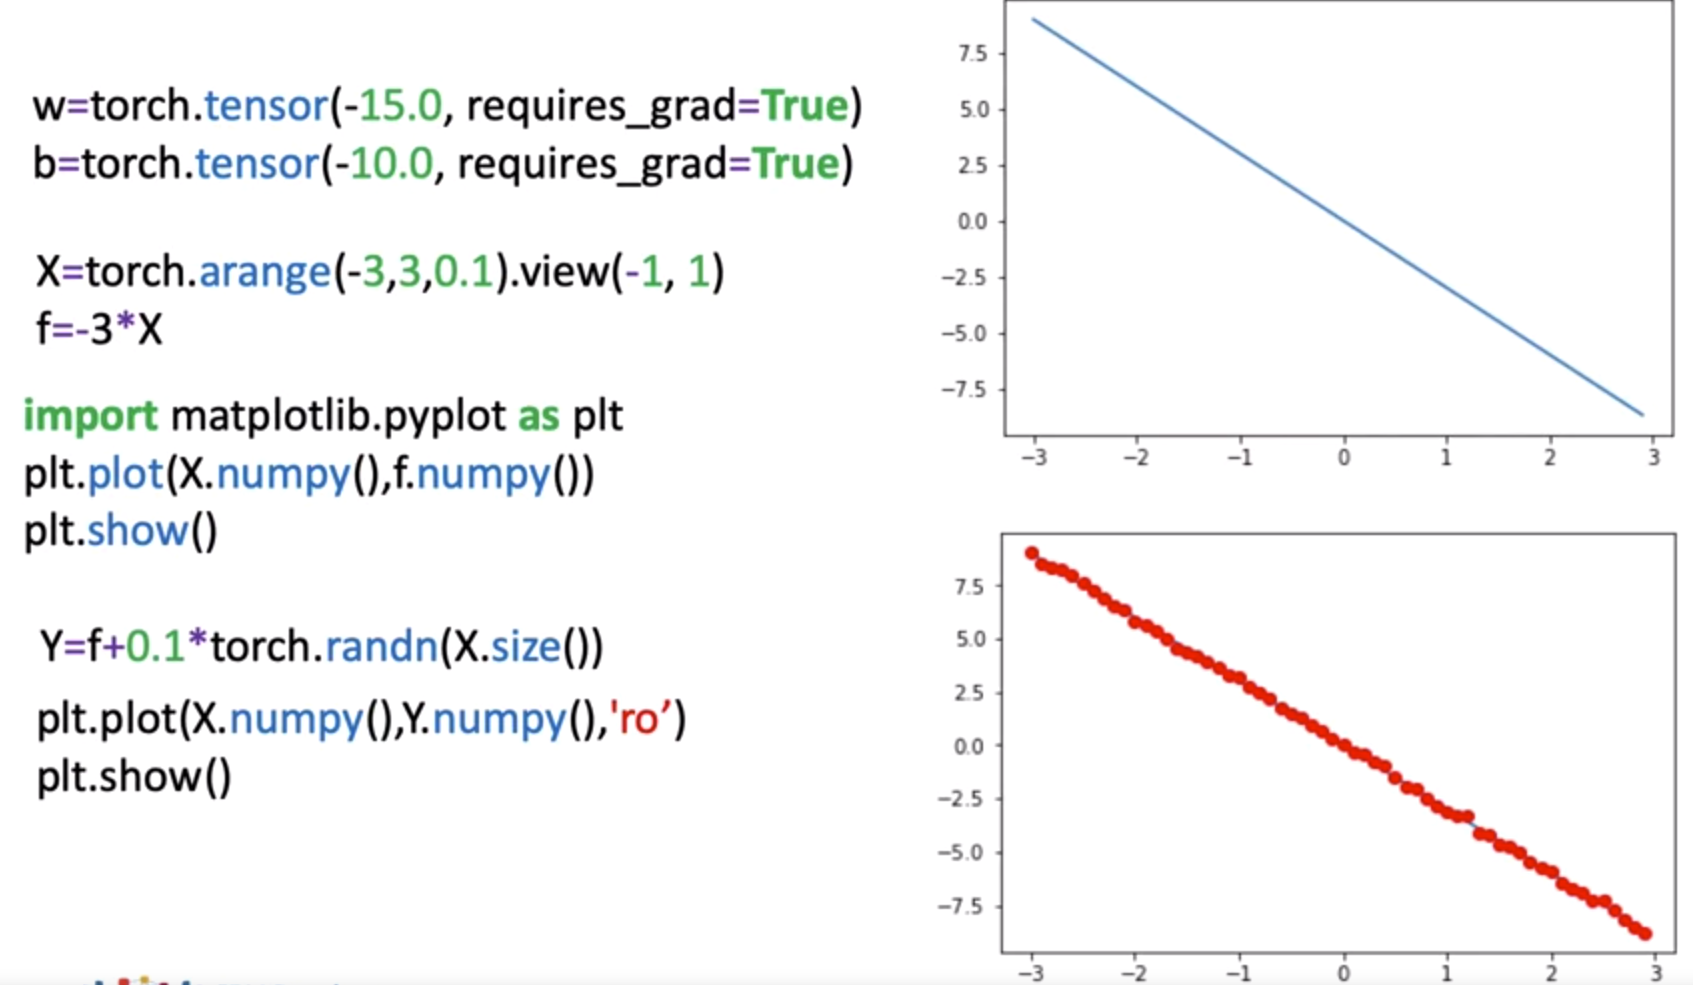 w=torch.tensor(-15.0, requires_grad=True)
b=torch.tensor(-10.0, requires_grad=True)
X=torch.arange(-3,3,0.1).view(-1, 1)
f=-3*X
import matplotlib.pyplot as plt
plt.plot(X.numpy(),f.numpy())
plt.show()
Y=f+0.1*torch.randn(X.size())
plt.plot(X.numpy(),Y.numpy(),'ro’)
plt.show()
7.5
5.0
2.5
0.0
−2.5
−5.0
−7.5
−3 −2 −1 0 1 2 3
7.5
5.0
2.5
0.0
−2.5
−5.0
−7.5
−3 −2 −1 0 1 2 3